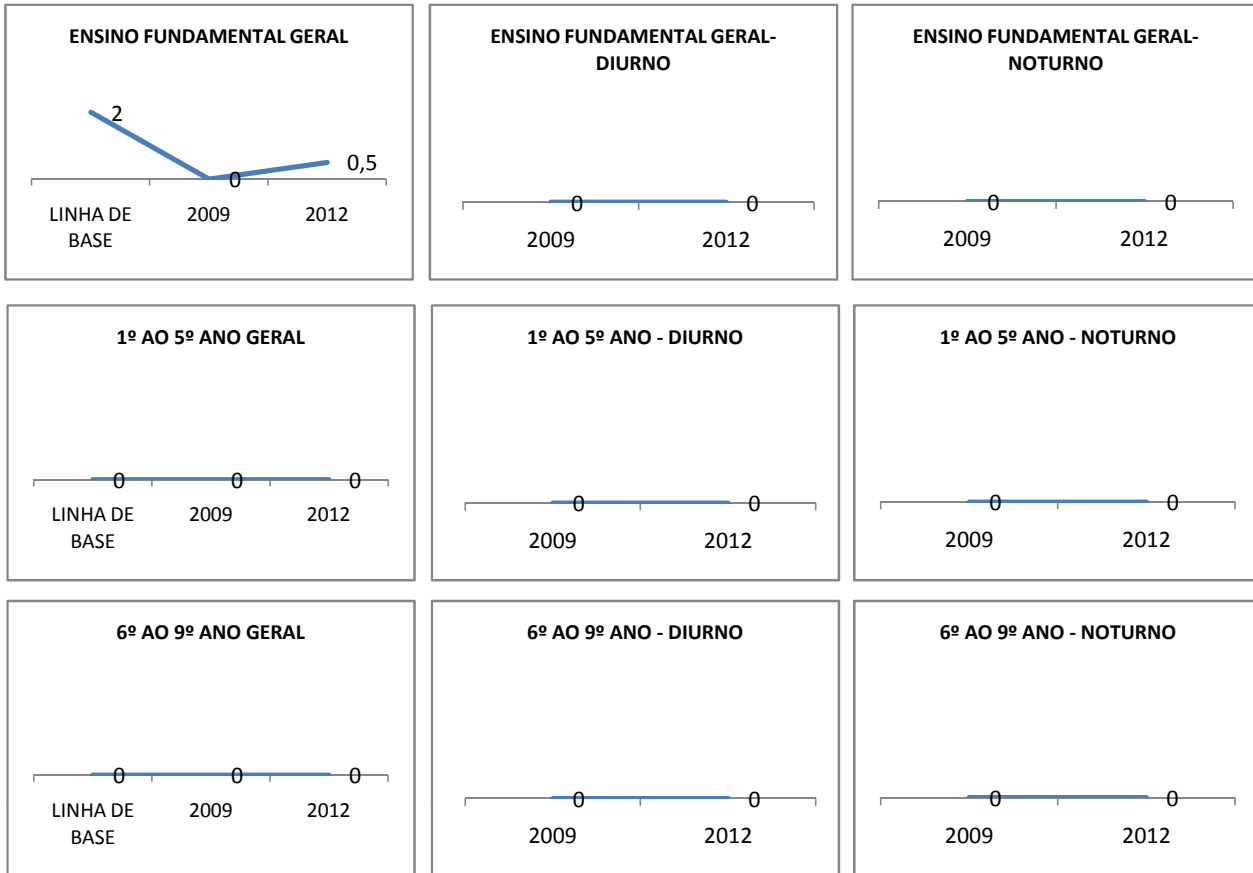 ENSINO FUNDAMENTAL GERAL
2
0
0,5
LINHA DE
BASE
2009
2012
ENSINO FUNDAMENTAL GERAL-
DIURNO
0
0
2009
2012
ENSINO FUNDAMENTAL GERAL-
NOTURNO
0
0
2009
2012
1º AO 5º ANO GERAL
0
0
0
LINHA DE
BASE
2009
2012
1º AO 5º ANO - DIURNO
0
0
2009
2012
1º AO 5º ANO - NOTURNO
0
0
2009
2012
6º AO 9º ANO GERAL
0
0
0
LINHA DE
BASE
2009
2012
6º AO 9º ANO - DIURNO
0
0
2009
2012
6º AO 9º ANO - NOTURNO
0
0
2009
2012